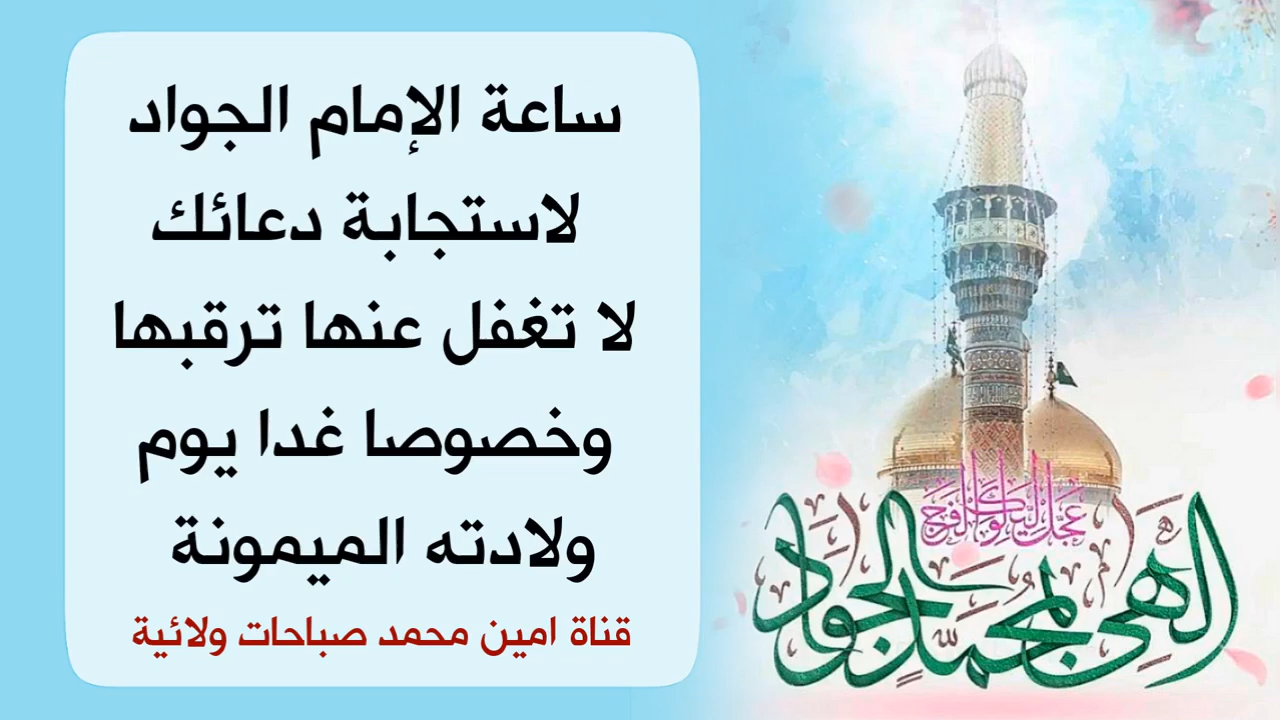 ساعة الإمام الجواد
لاستجابة دعائك
لا تغفل عنها ترقبها
وخصوصا غدا يوم
ولادته الميمونة
قناة امين محمد صباحات ولائية
عجل لوليك الفرج
إلهي بمحمد الجواد